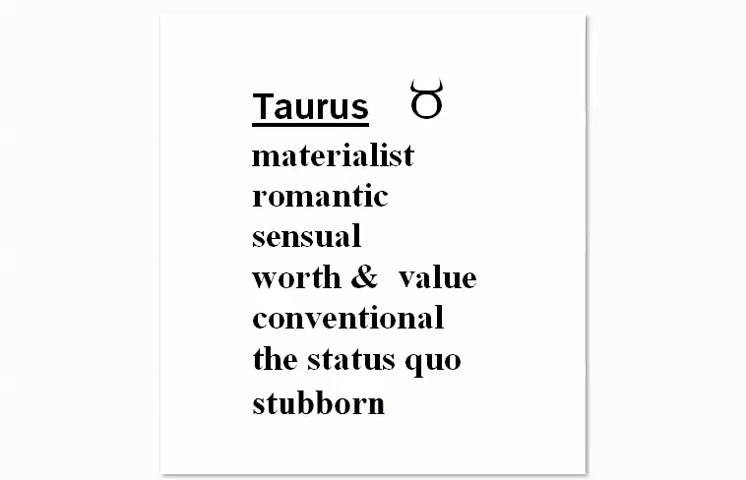 Taurus ♉
materialist
romantic
sensual
worth & value
conventional
the status quo
stubborn